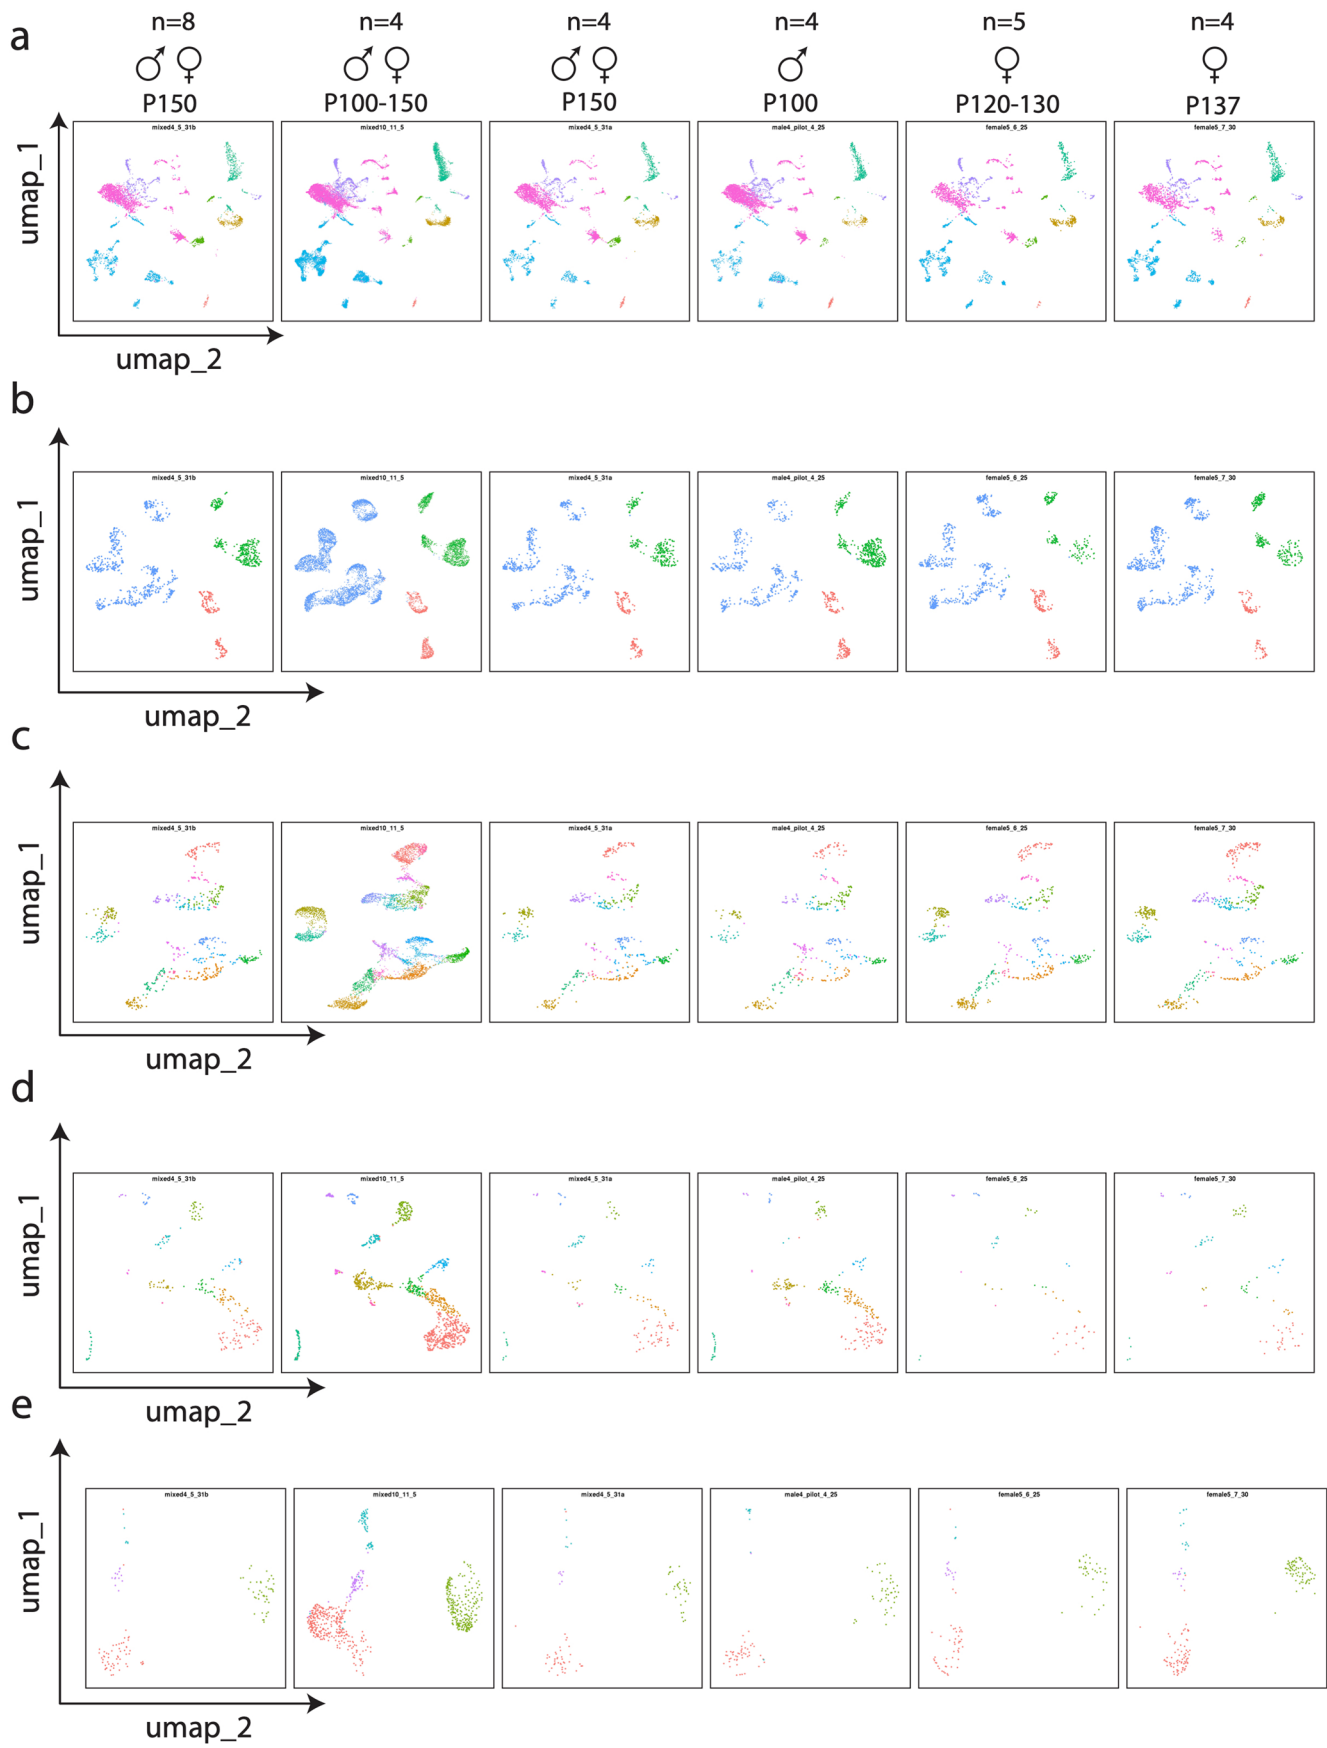 a
n=8 n=4 n=4 n=4 n=5 n=4
♂ ♀ ♂ ♀ ♂ ♀ ♂ ♀ ♀
P150 P100-150 P150 P100 P120-130 P137
mixed4_5_31b mixed10_11_5 mixed4_5_31a male4_pilot_4_25 female5_6_25 female5_7_30
umap_1
umap_2
b
mixed4_5_31b mixed10_11_5 mixed4_5_31a male4_pilot_4_25 female5_6_25 female5_7_30
umap_1
umap_2
c
mixed4_5_31b mixed10_11_5 mixed4_5_31a male4_pilot_4_25 female5_6_25 female5_7_30
umap_1
umap_2
d
mixed4_5_31b mixed10_11_5 mixed4_5_31a male4_pilot_4_25 female5_6_25 female5_7_30
umap_1
umap_2
e
mixed4_5_31b mixed10_11_5 mixed4_5_31a male4_pilot_4_25 female5_6_25 female5_7_30
umap_1
umap_2